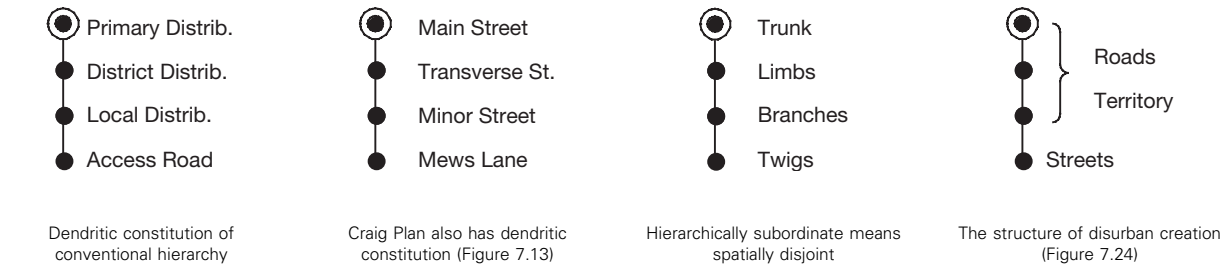 Primary Distrib.
District Distrib.
Local Distrib.
Access Road
Dendritic constitution of
conventional hierarchy
Main Street
Transverse St.
Minor Street
Mews Lane
Craig Plan also has dendritic
constitution (Figure 7.13)
Trunk
Limbs
Branches
Twigs
Hierarchically subordinate means
spatially disjoint
Roads
Territory
Streets
The structure of disurban creation
(Figure 7.24)